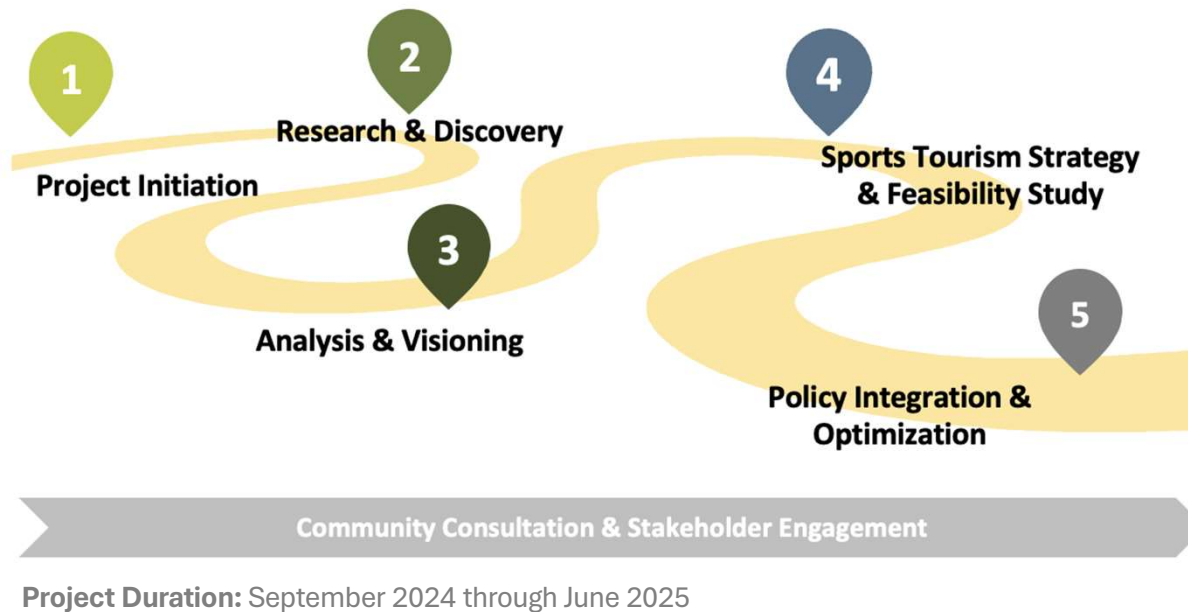 1
Project Initiation
2
Research & Discovery
3
Analysis & Visioning
4
Sports Tourism Strategy
& Feasibility Study
5
Policy Integration &
Optimization
Community Consultation & Stakeholder Engagement
Project Duration: September 2024 through June 2025